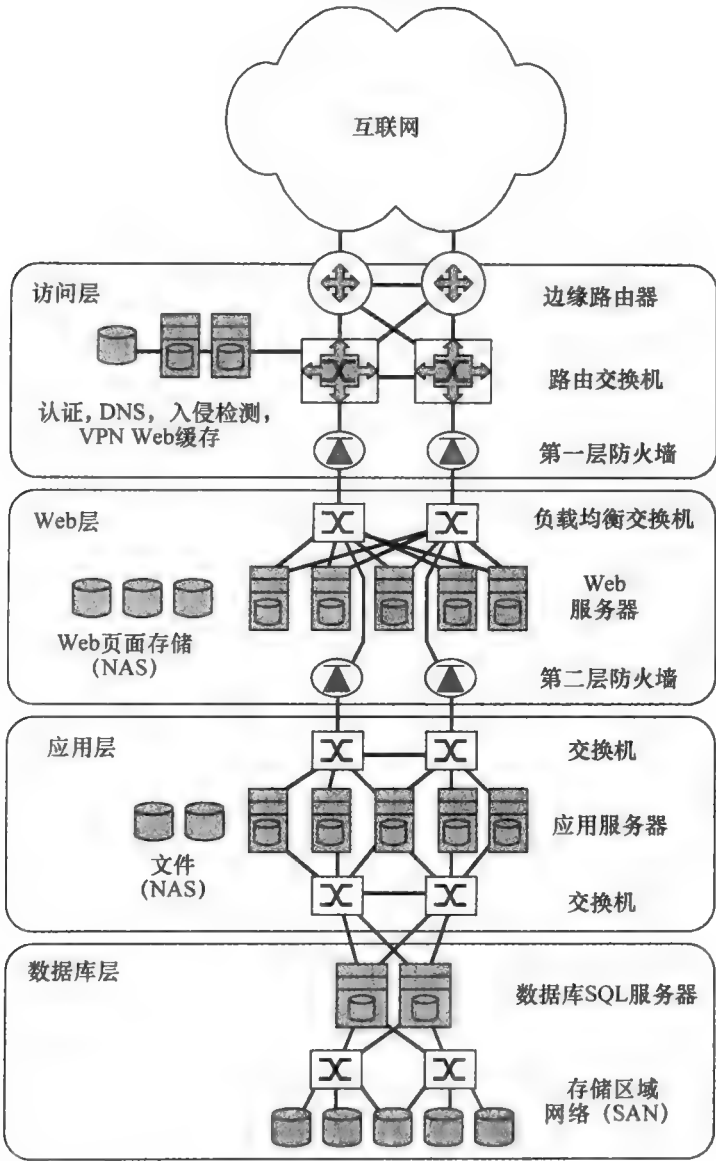 互联网
访问层
边缘路由器
路由交换机
认证, DNS, 入侵检测,
VPN Web缓存
第一层防火墙
Web层
负载均衡交换机
Web
服务器
Web页面存储
(NAS)
第二层防火墙
应用层
交换机
应用服务器
文件
(NAS)
交换机
数据库层
数据库SQL服务器
存储区域
网络 (SAN)